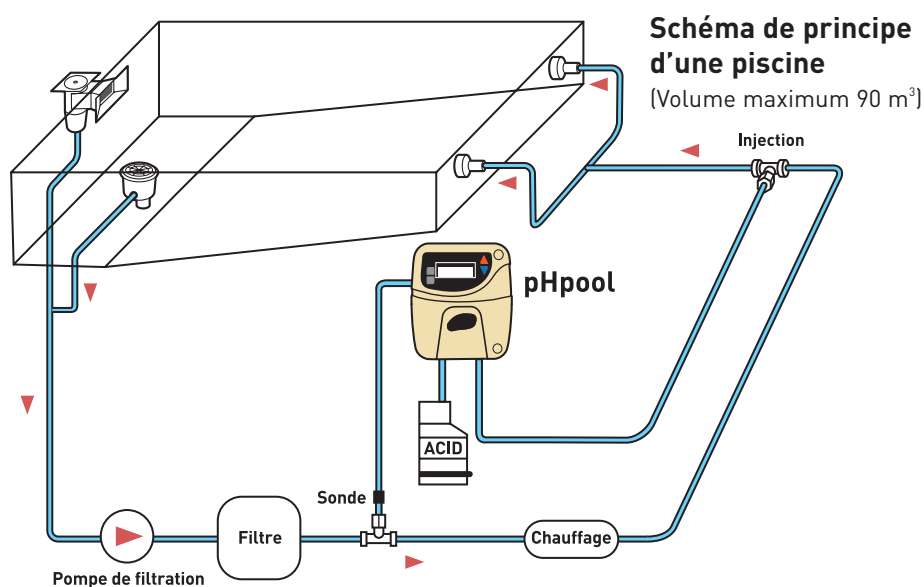 Schéma de principe
d'une piscine
(Volume maximum 90 m³)
Injection
pHpool
ACID
Sonde
Filtre
Chauffage
Pompe de filtration